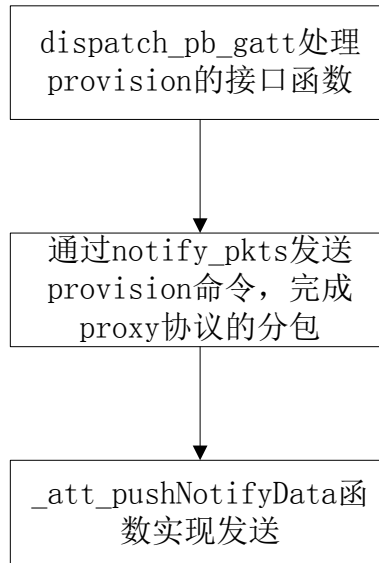 dispatch_pb_gatt处理
provision的接口函数
通过notify_pkts发送
provision命令，完成
proxy协议的分包
_att_pushNotifyData函
数实现发送